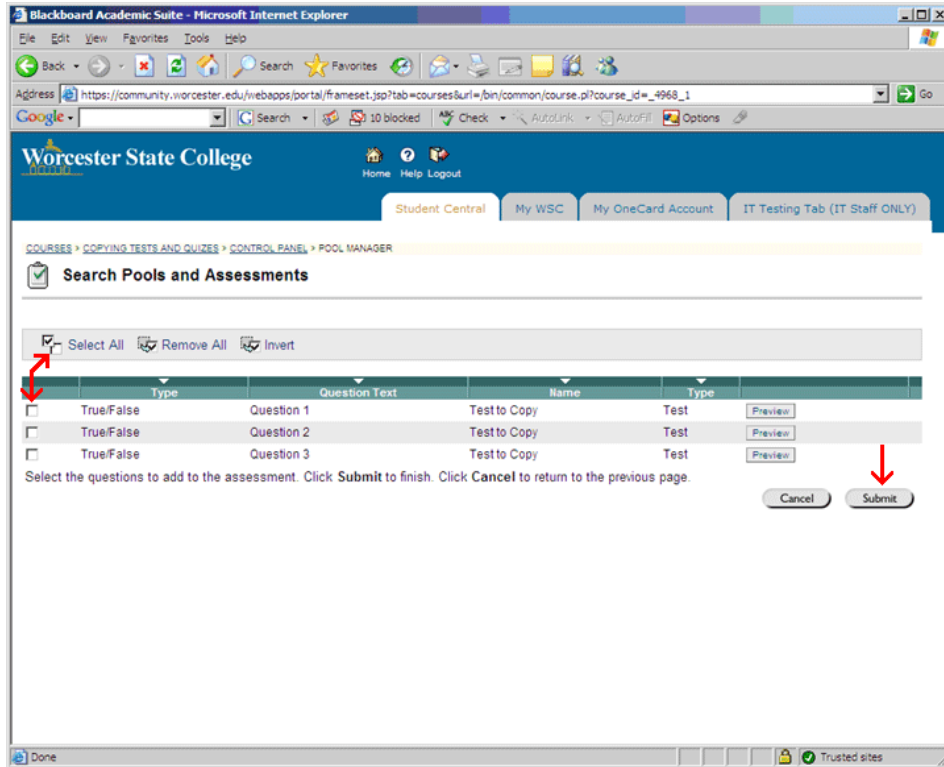 Blackboard Academic Suite - Microsoft Internet Explorer
File Edit View Favorites Tools Help
Back Search Favorites
Address https://community.worcester.edu/webapps/portal/frameset.jsp?tab=courses&url=/bin/common/course.pl?course_id=_4968_1 Go
Google Search 10 blocked Check AutoLink AutoFill Options
Worcester State College
Home Help Logout
Student Central My WSC My OneCard Account IT Testing Tab (IT Staff ONLY)
COURSES > COPYING TESTS AND QUIZES > CONTROL PANEL > POOL MANAGER
Search Pools and Assessments
Select All Remove All Invert
Type Question Text Name Type
True/False Question 1 Test to Copy Test Preview
True/False Question 2 Test to Copy Test Preview
True/False Question 3 Test to Copy Test Preview
Select the questions to add to the assessment. Click Submit to finish. Click Cancel to return to the previous page.
Cancel Submit
Done Trusted sites